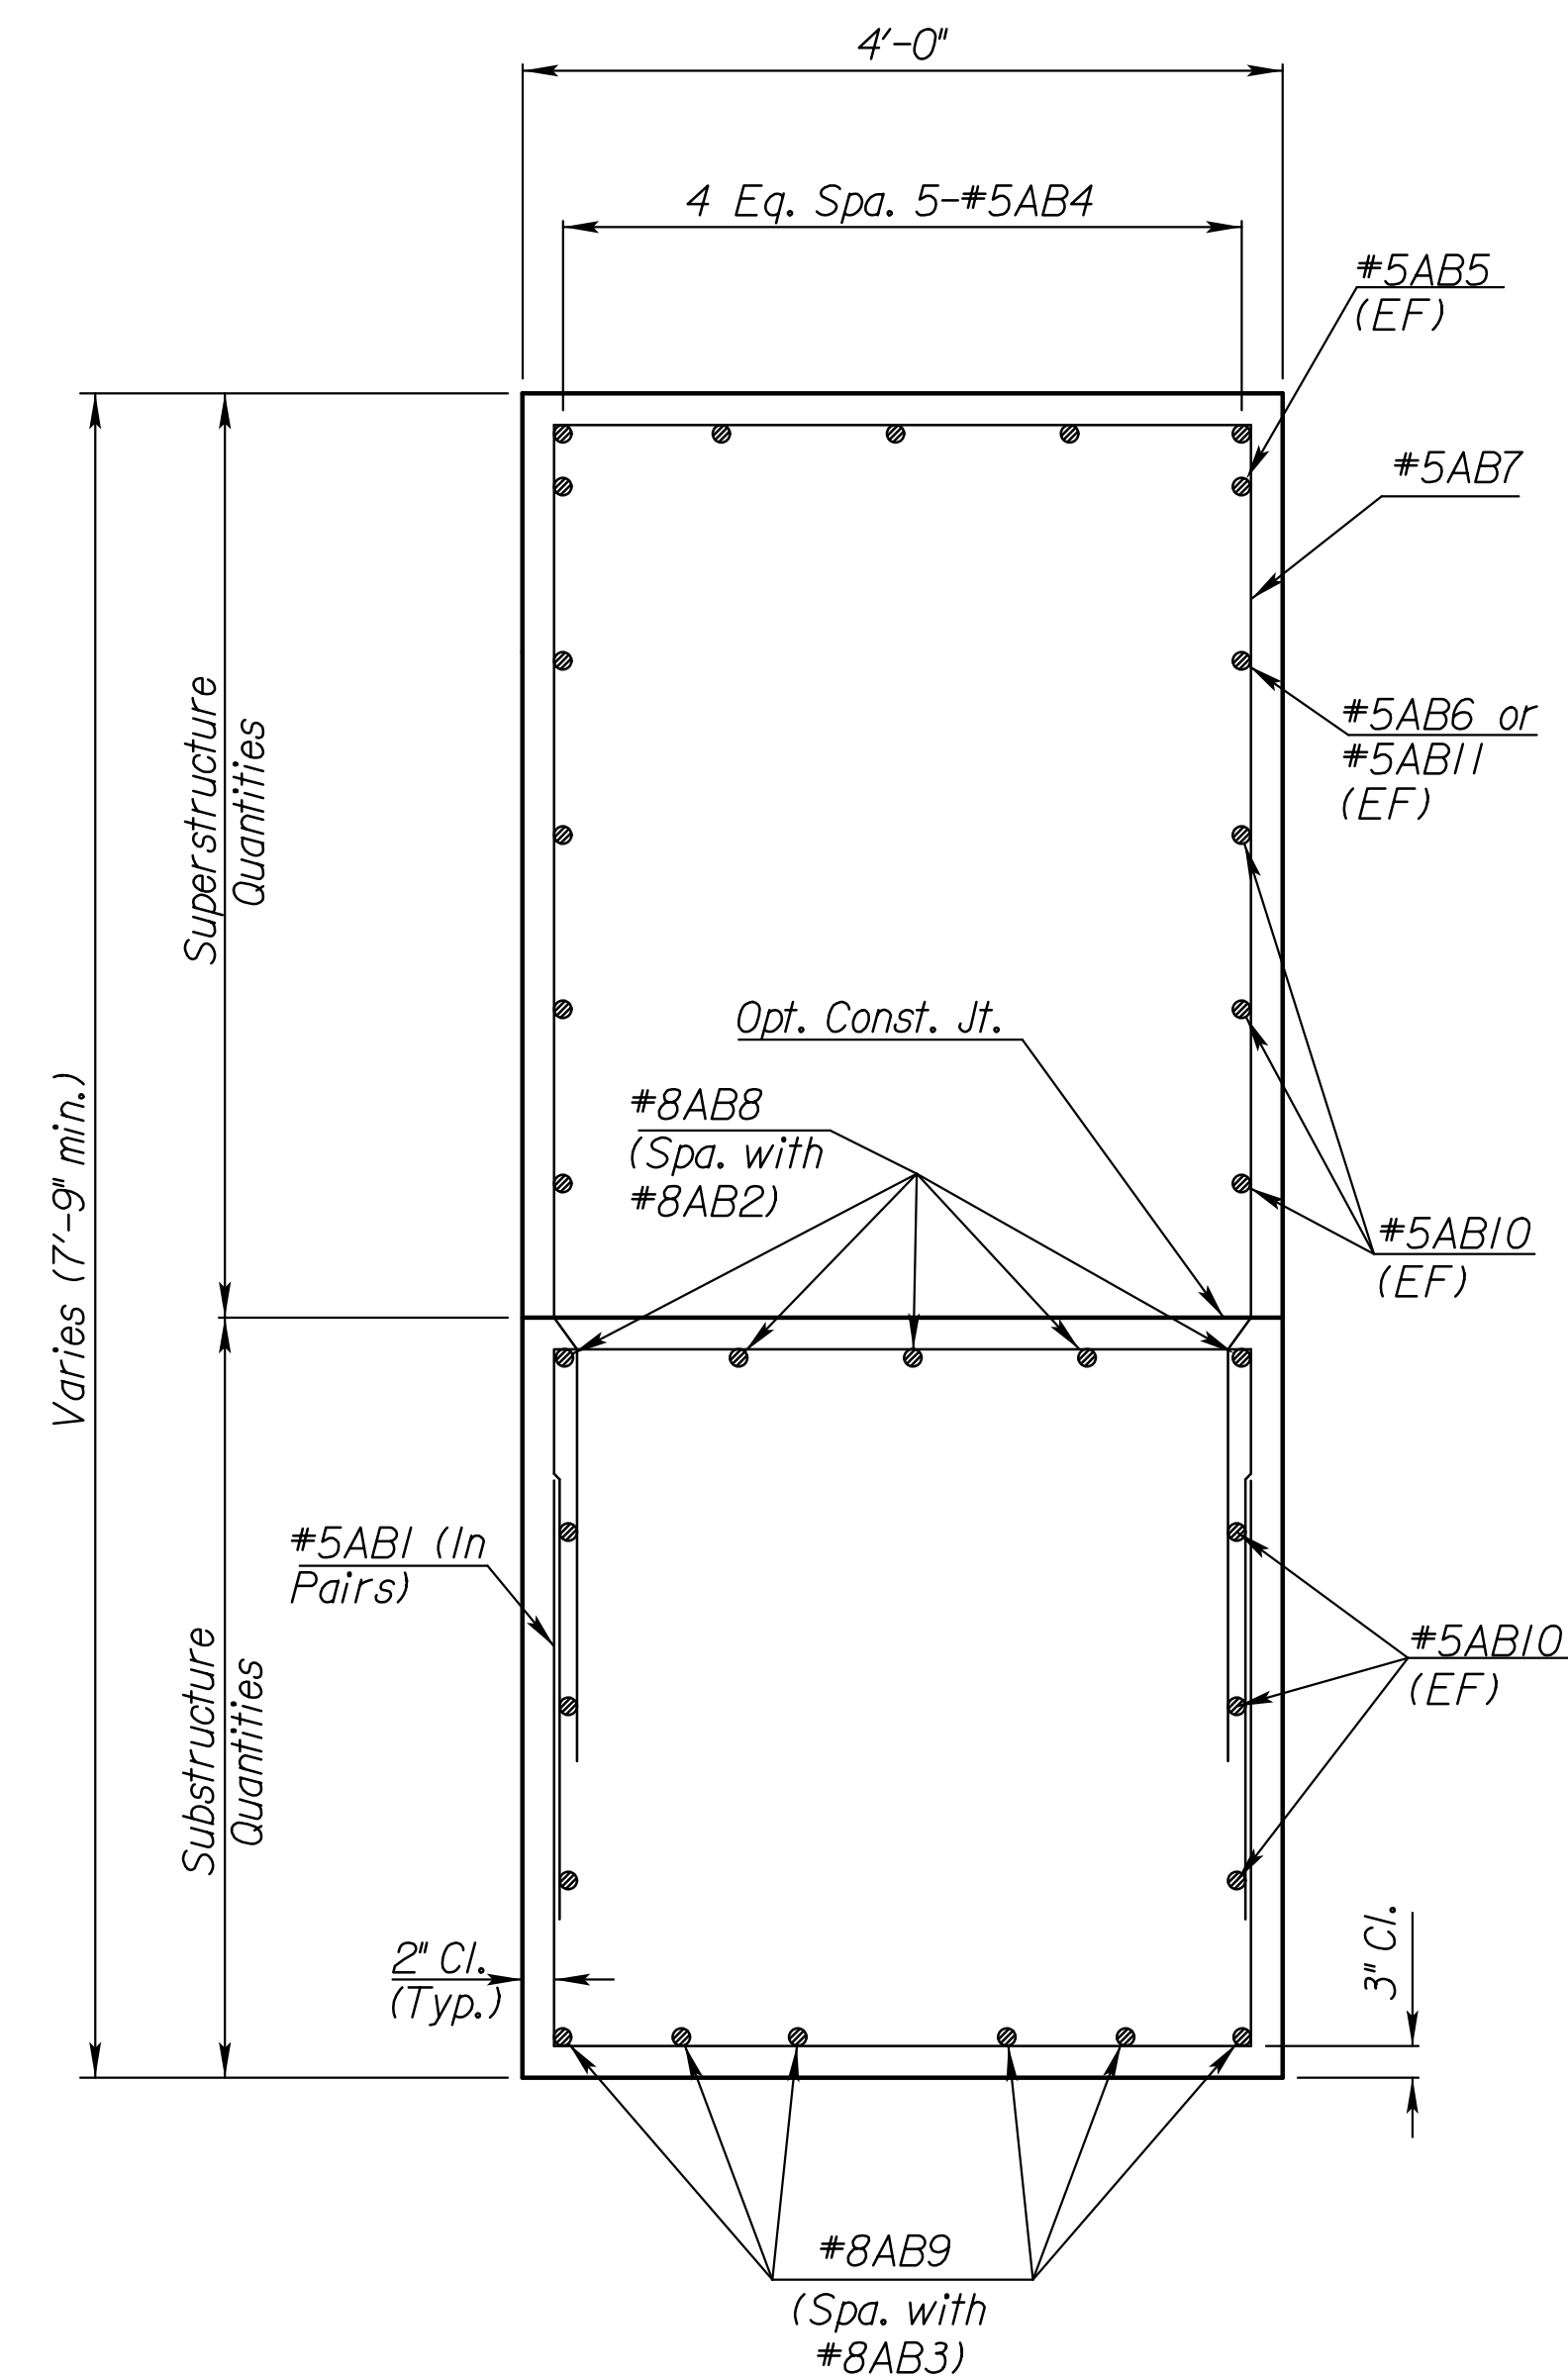 4'-0"
4 Eq. Spa. 5-#5AB4
#5AB5
(EF)
#5AB7
#5AB6 or
#5AB11
(EF)
Superstructure
Quantities
Opt. Const. Jt.
#8AB8
(Spa. with
#8AB2)
#5AB10
(EF)
Varies (7'-9" min.)
#5AB1 (In
Pairs)
#5AB10
(EF)
Substructure
Quantities
2" Cl.
(Typ.)
3" Cl.
#8AB9
(Spa. with
#8AB3)